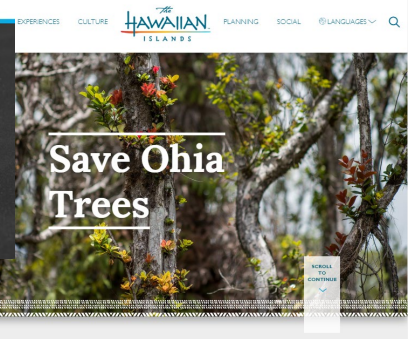 EXPERIENCES
CULTURE
The
HAWAIIAN
ISLANDS
PLANNING
SOCIAL
LANGUAGES
Save Ohia
Trees
SCROLL
TO
CONTINUE